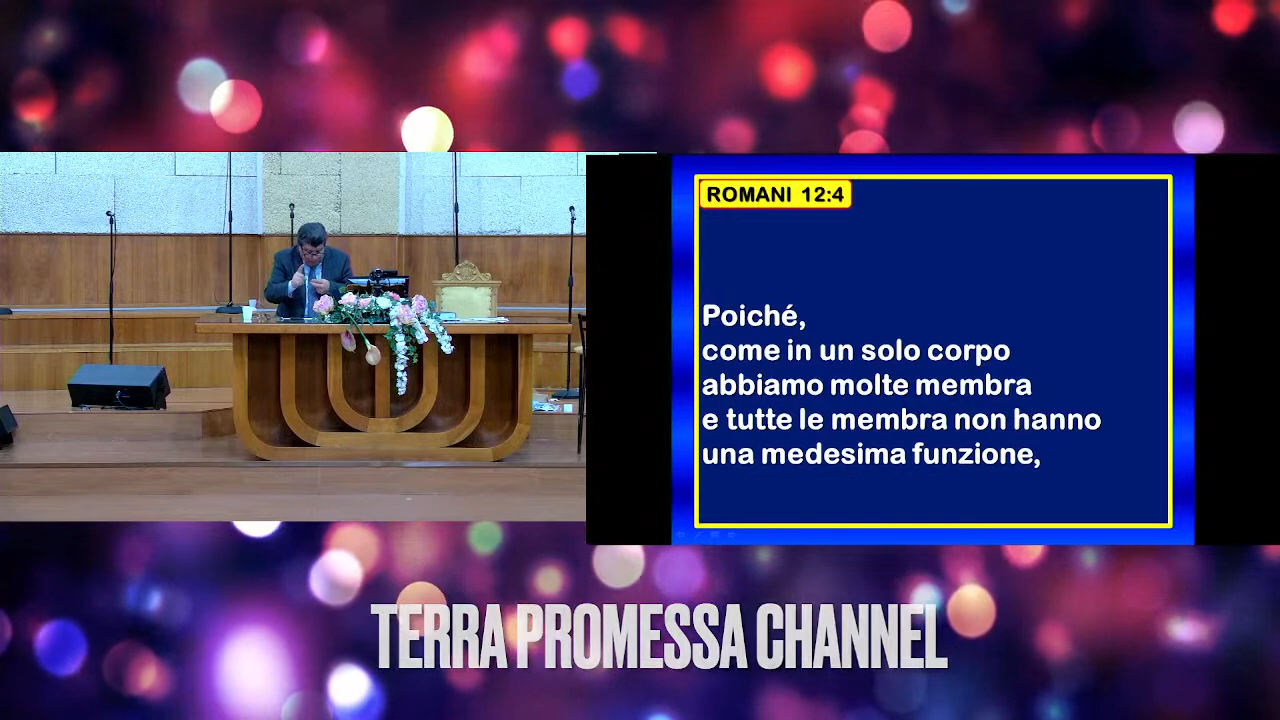 ROMANI 12:4
Poiché,
come in un solo corpo
abbiamo molte membra
e tutte le membra non hanno
una medesima funzione,
TERRA PROMESSA CHANNEL